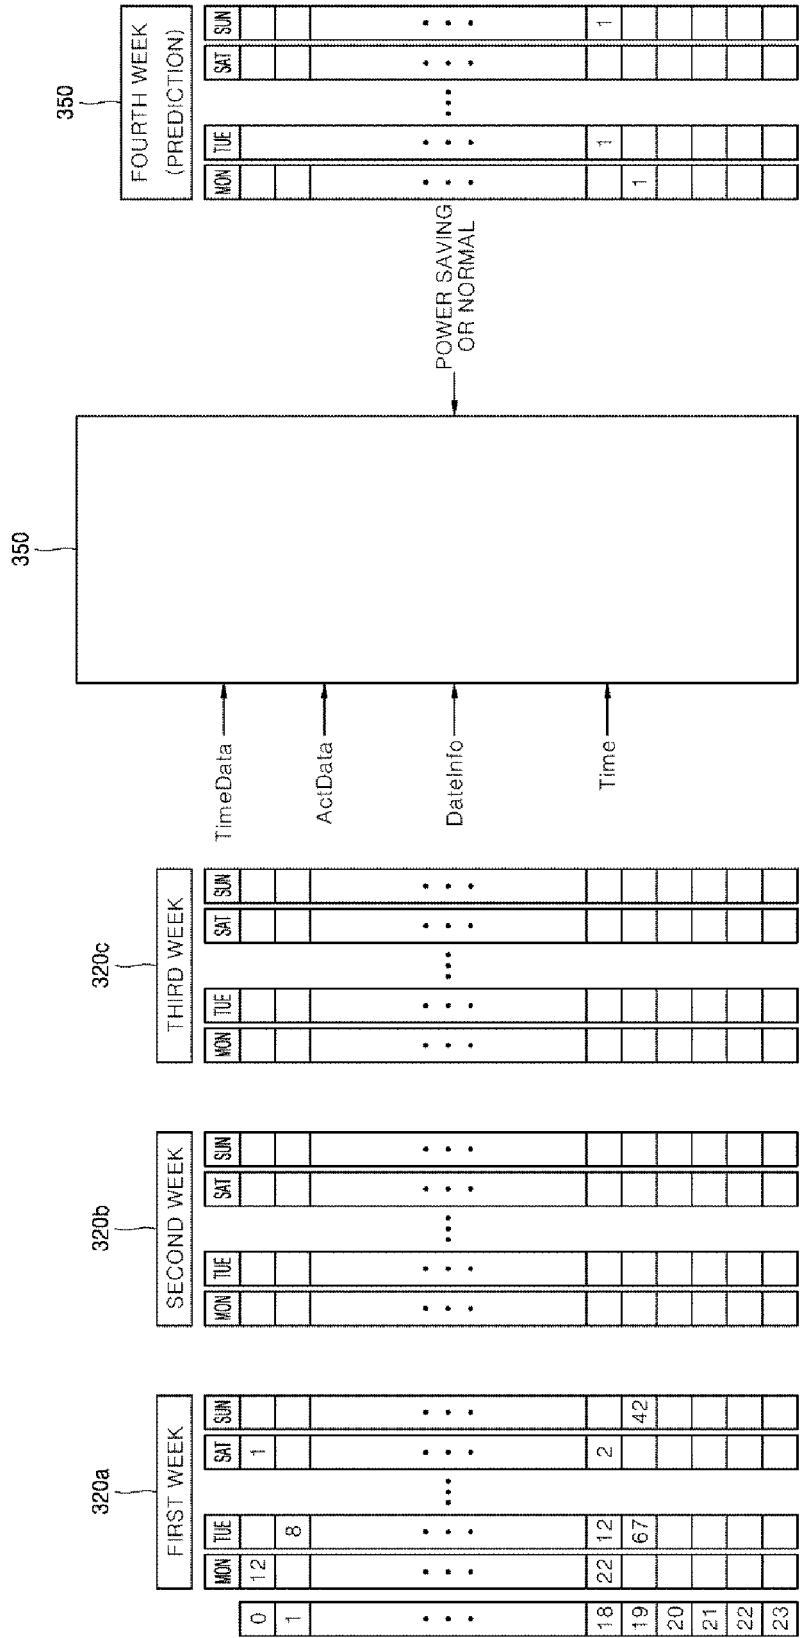 320a
FIRST WEEK
MON TUE ... SAT SUN
0 12 1
1 8
18 22 12 2
19 67 42
20
21
22
23
320b
SECOND WEEK
MON TUE ... SAT SUN
320c
THIRD WEEK
MON TUE ... SAT SUN
TimeData
ActData
DateInfo
Time
350
POWER SAVING
OR NORMAL
350
FOURTH WEEK
(PREDICTION)
MON TUE ... SAT SUN
1 1
1